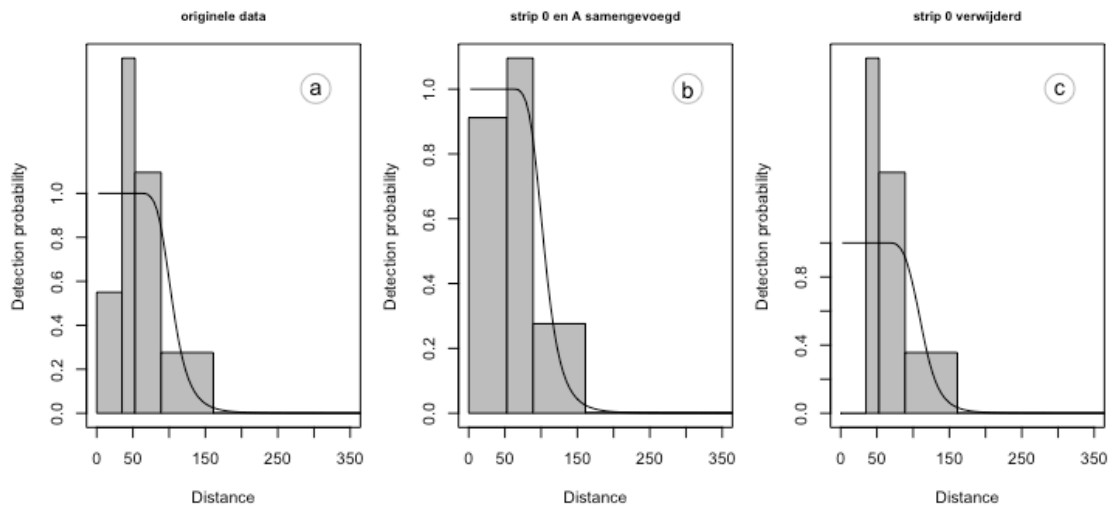 originele data
strip 0 en A samengevoegd
strip 0 verwijderd
a
b
c
Detection probability
0.0 0.2 0.4 0.6 0.8 1.0
Detection probability
0.0 0.2 0.4 0.6 0.8 1.0
Detection probability
0.0 0.4 0.8
0 50 150 250 350
0 50 150 250 350
0 50 150 250 350
Distance
Distance
Distance